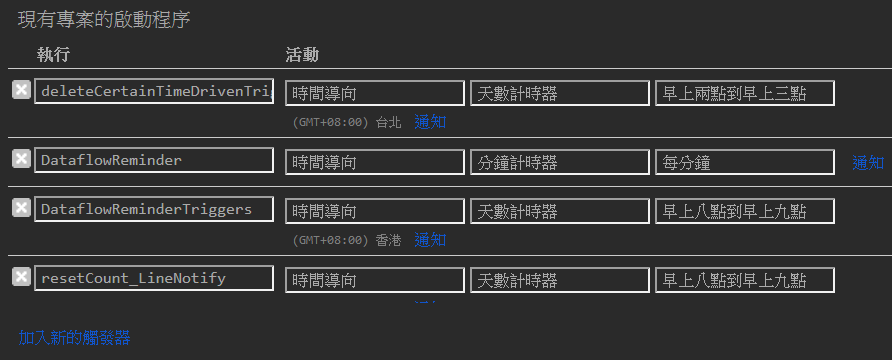 現有專案的啟動程序
執行 活動
deleteCertainTimeDrivenTri 時間導向 天數計時器 早上兩點到早上三點
(GMT+08:00) 台北 通知
DataflowReminder 時間導向 分鐘計時器 每分鐘 通知
DataflowReminderTriggers 時間導向 天數計時器 早上八點到早上九點
(GMT+08:00) 香港 通知
resetCount_LineNotify 時間導向 天數計時器 早上八點到早上九點
加入新的觸發器